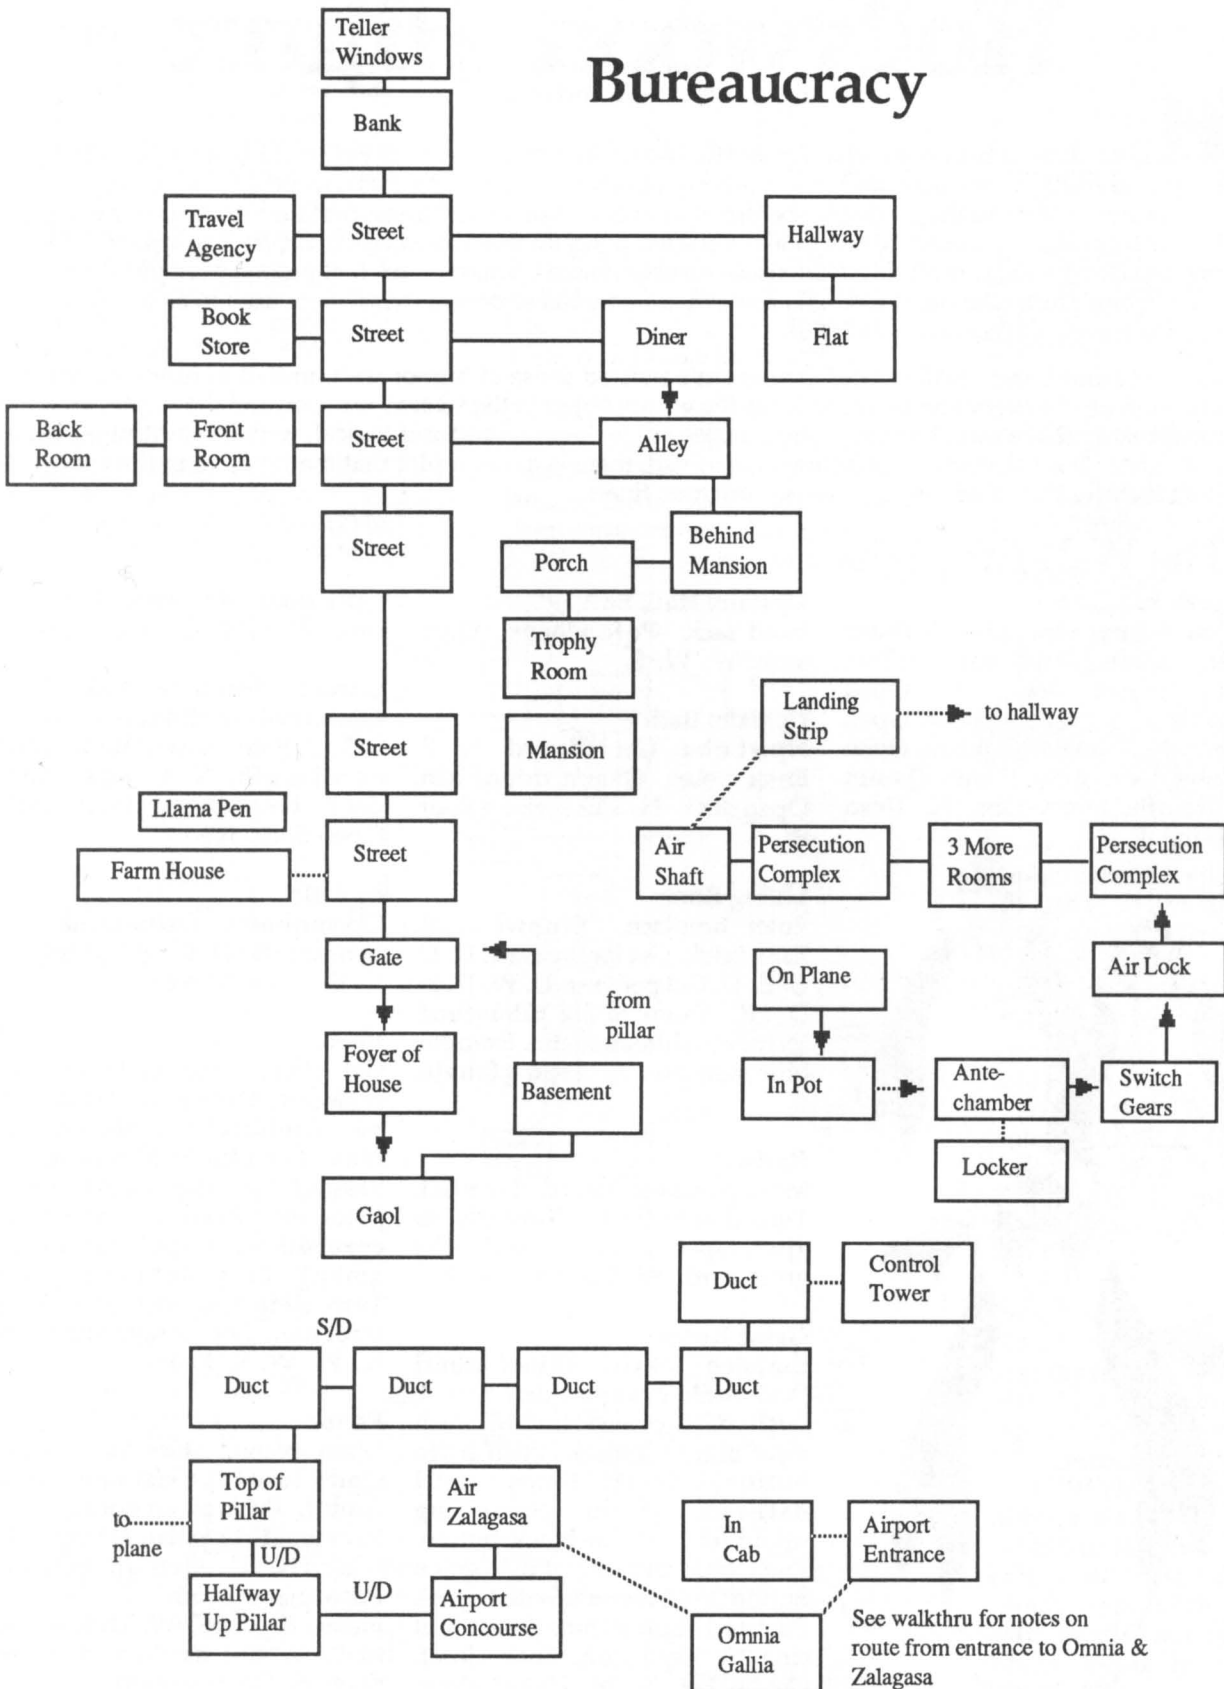 Bureaucracy
Teller
Windows
Bank
Travel
Agency
Street
Hallway
Book
Store
Street
Diner
Flat
Back
Room
Front
Room
Street
Alley
Street
Porch
Behind
Mansion
Trophy
Room
Mansion
Landing
Strip
to hallway
Street
Llama Pen
Farm House
Street
Air
Shaft
Persecution
Complex
3 More
Rooms
Persecution
Complex
Gate
from
pillar
On Plane
Air Lock
Foyer of
House
Basement
In Pot
Ante-
chamber
Switch
Gears
Locker
Gaol
Duct
Control
Tower
S/D
Duct
Duct
Duct
Duct
Top of
Pillar
to
plane
U/D
Halfway
Up Pillar
U/D
Air
Zalagasa
Airport
Concourse
In
Cab
Airport
Entrance
Omnia
Gallia
See walkthru for notes on
route from entrance to Omnia &
Zalagasa